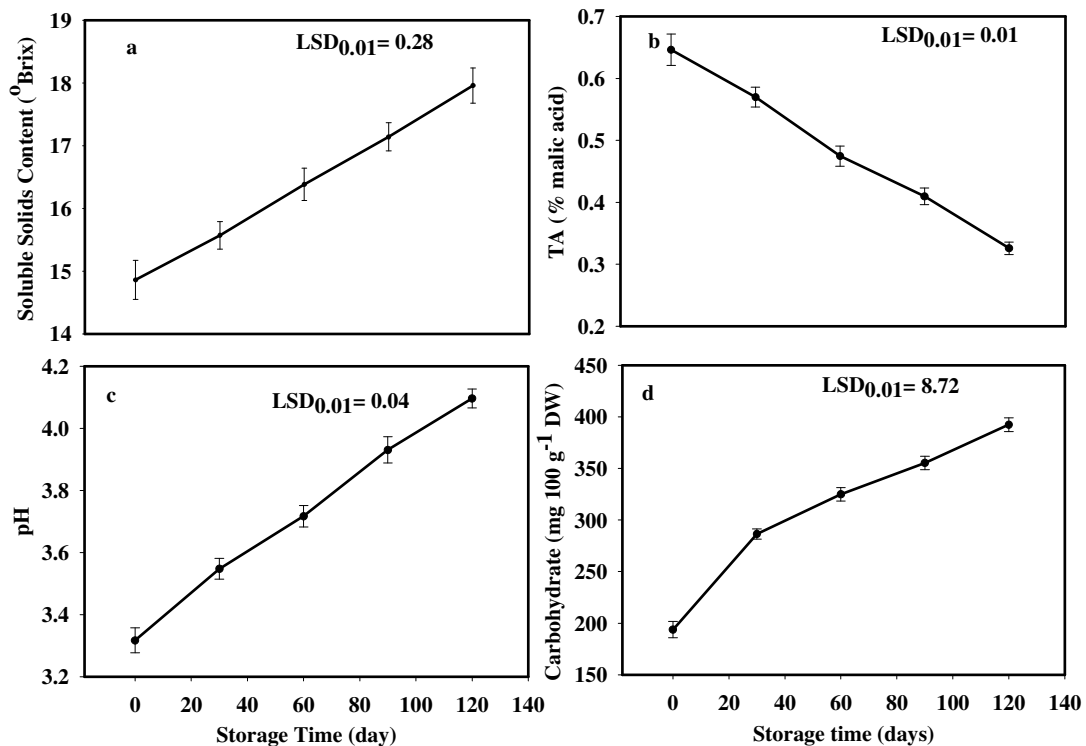 Soluble Solids Content (ºBrix)
19
18
17
16
15
14
a
LSD0.01= 0.28
TA (% malic acid)
0.7
0.6
0.5
0.4
0.3
0.2
b
LSD0.01= 0.01
pH
4.2
4.0
3.8
3.6
3.4
3.2
c
LSD0.01= 0.04
0 20 40 60 80 100 120 140
Storage Time (day)
Carbohydrate (mg 100 g-1 DW)
450
400
350
300
250
200
150
d
LSD0.01= 8.72
0 20 40 60 80 100 120 140
Storage time (days)